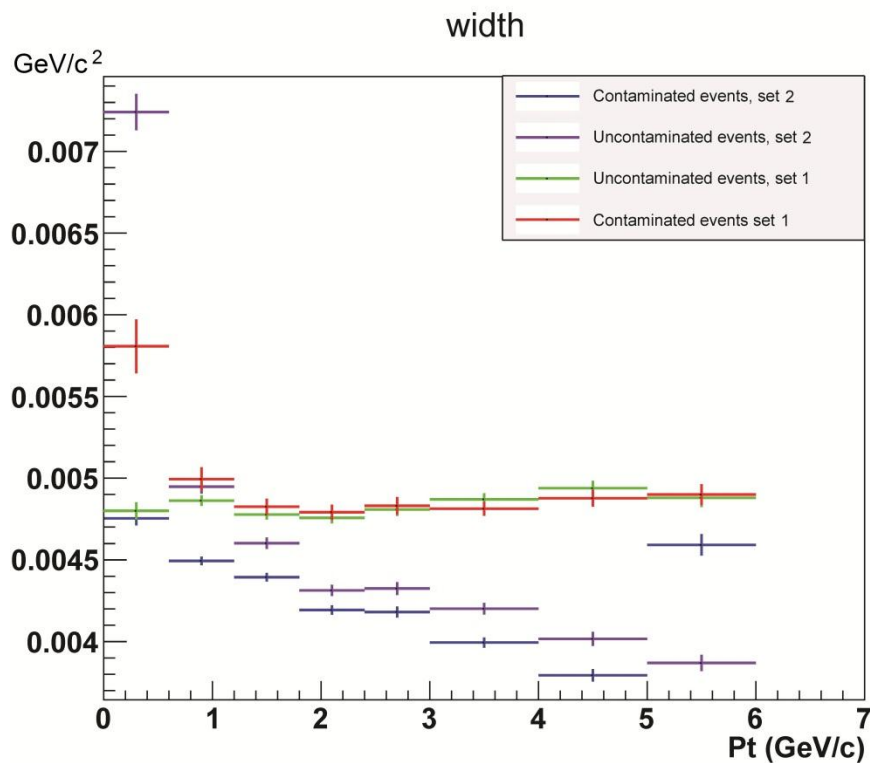 width
GeV/c²
Contaminated events, set 2
Uncontaminated events, set 2
Uncontaminated events, set 1
Contaminated events set 1
0.007
0.0065
0.006
0.0055
0.005
0.0045
0.004
0 1 2 3 4 5 6 7
Pt (GeV/c)